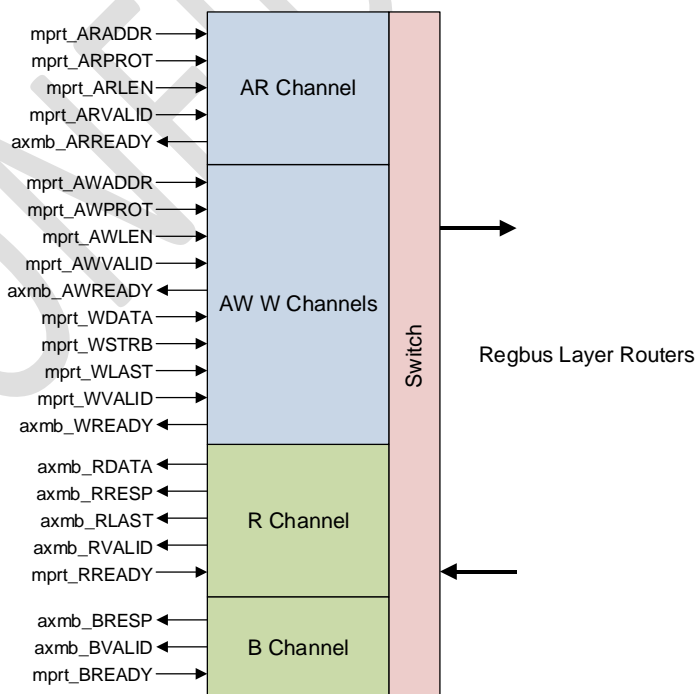 mprt_ARADDR
mprt_ARPROT
mprt_ARLEN
mprt_ARVALID
axmb_ARREADY
AR Channel
mprt_AWADDR
mprt_AWPROT
mprt_AWLEN
mprt_AWVALID
axmb_AWREADY
mprt_WDATA
mprt_WSTRB
mprt_WLAST
mprt_WVALID
axmb_WREADY
AW W Channels
axmb_RDATA
axmb_RRESP
axmb_RLAST
axmb_RVALID
mprt_RREADY
R Channel
axmb_BRESP
axmb_BVALID
mprt_BREADY
B Channel
Switch
Regbus Layer Routers